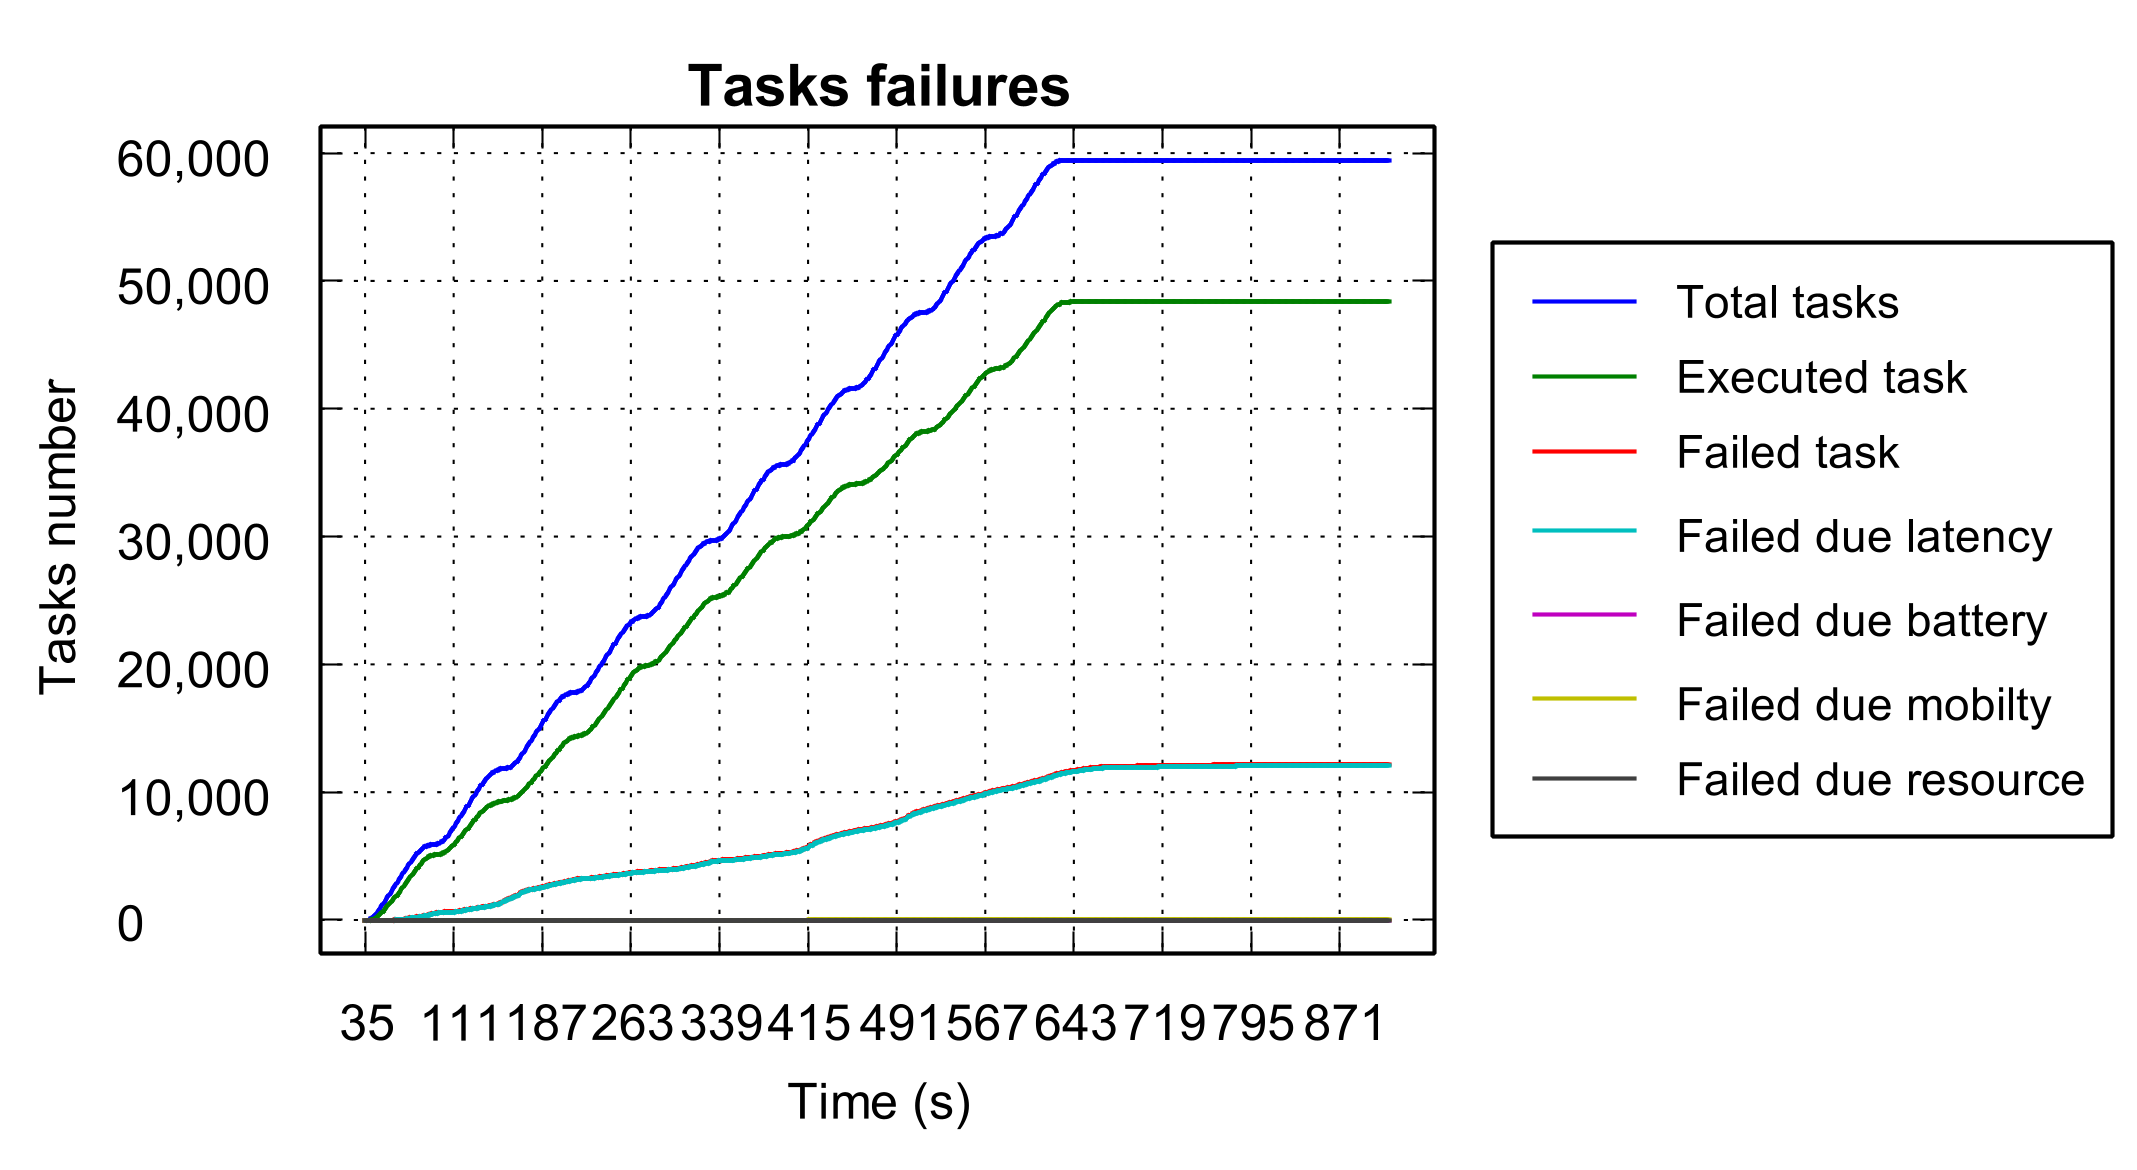 Tasks failures
60,000
50,000
40,000
30,000
20,000
10,000
0
Tasks number
35 111 187 263 339 415 491 567 643 719 795 871
Time (s)
Total tasks
Executed task
Failed task
Failed due latency
Failed due battery
Failed due mobilty
Failed due resource